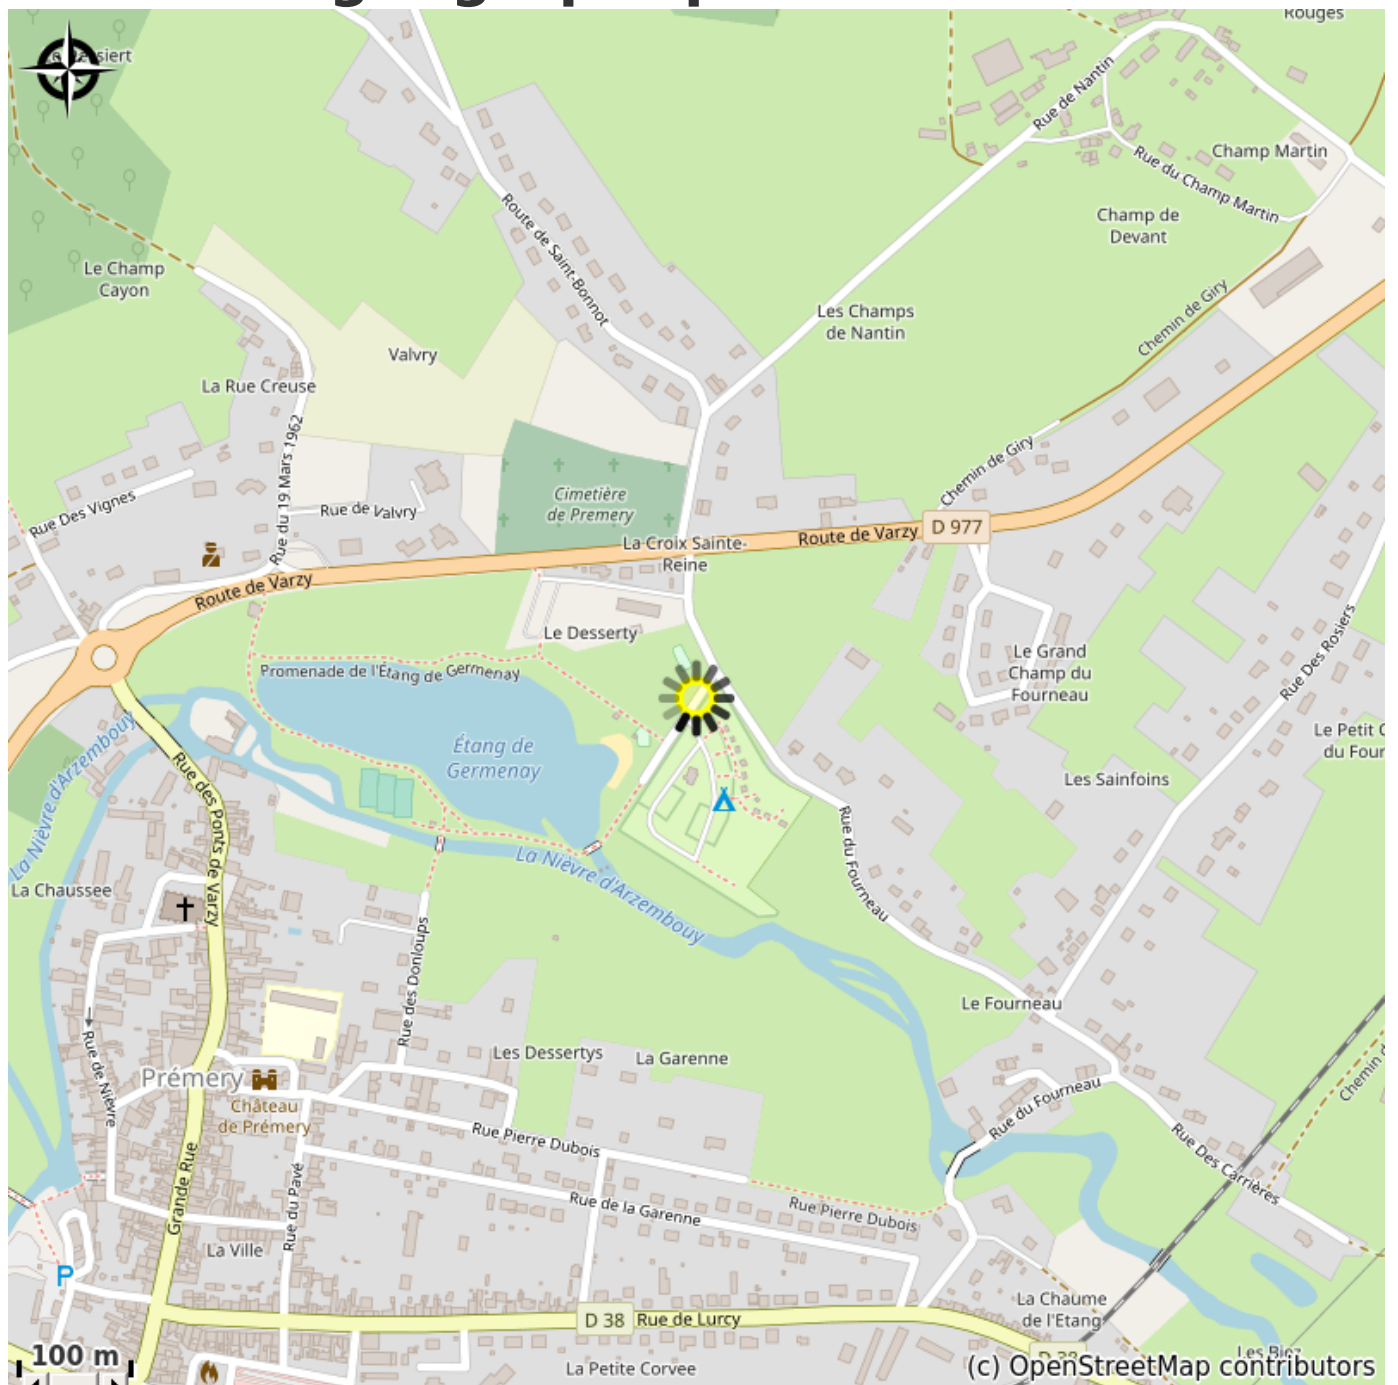 Rouges
Rue de Nantin
Champ Martin
Rue du Champ Martin
Champ de
Devant
Route de Saint-Bonnot
Le Champ
Cayon
Les Champs
de Nantin
Chemin de Giry
Valvry
La Rue Creuse
Rue du 19 Mars 1962
Chemin de Giry
Rue Des Vignes
Rue de Valvry
Cimetière
de Premery
D 977
Route de Varzy
La Croix Sainte-
Reine
Route de Varzy
Le Desserty
Rue Des Rosiers
Le Grand
Champ du
Fourneau
Promenade de l'Étang de Germenay
La Nièvre d'Arzembouy
Étang de
Germenay
Le Petit
du Four
Les Sainfoins
Rue des Ponts de Varzy
Rue du Fourneau
La Nièvre d'Arzembouy
La Chaussee
Rue des Donloups
Le Fourneau
Les Dessertys
La Garenne
Rue de Nièvre
Prémery
Château
de Prémery
Rue du Fourneau
Chemin
Rue Pierre Dubois
Rue Des Carrières
Grande Rue
Rue du Pavé
Rue de la Garenne
Rue Pierre Dubois
La Ville
P
La Chaume
de l'Etang
D 38
Rue de Lurcy
100 m
D 38
La Petite Corvee
(c) OpenStreetMap contributors